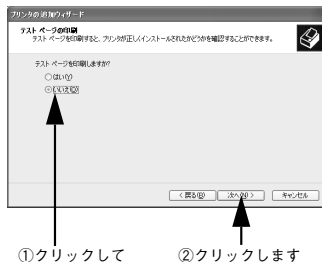 プリンタの追加ウィザード
テスト ページの印刷
テスト ページを印刷すると、プリンタが正しくインストールされたかどうかを確認することができます。
テスト ページを印刷しますか?
はい(Y)
いいえ(O)
< 戻る(B)
次へ(N) >
キャンセル
①クリックして
②クリックします